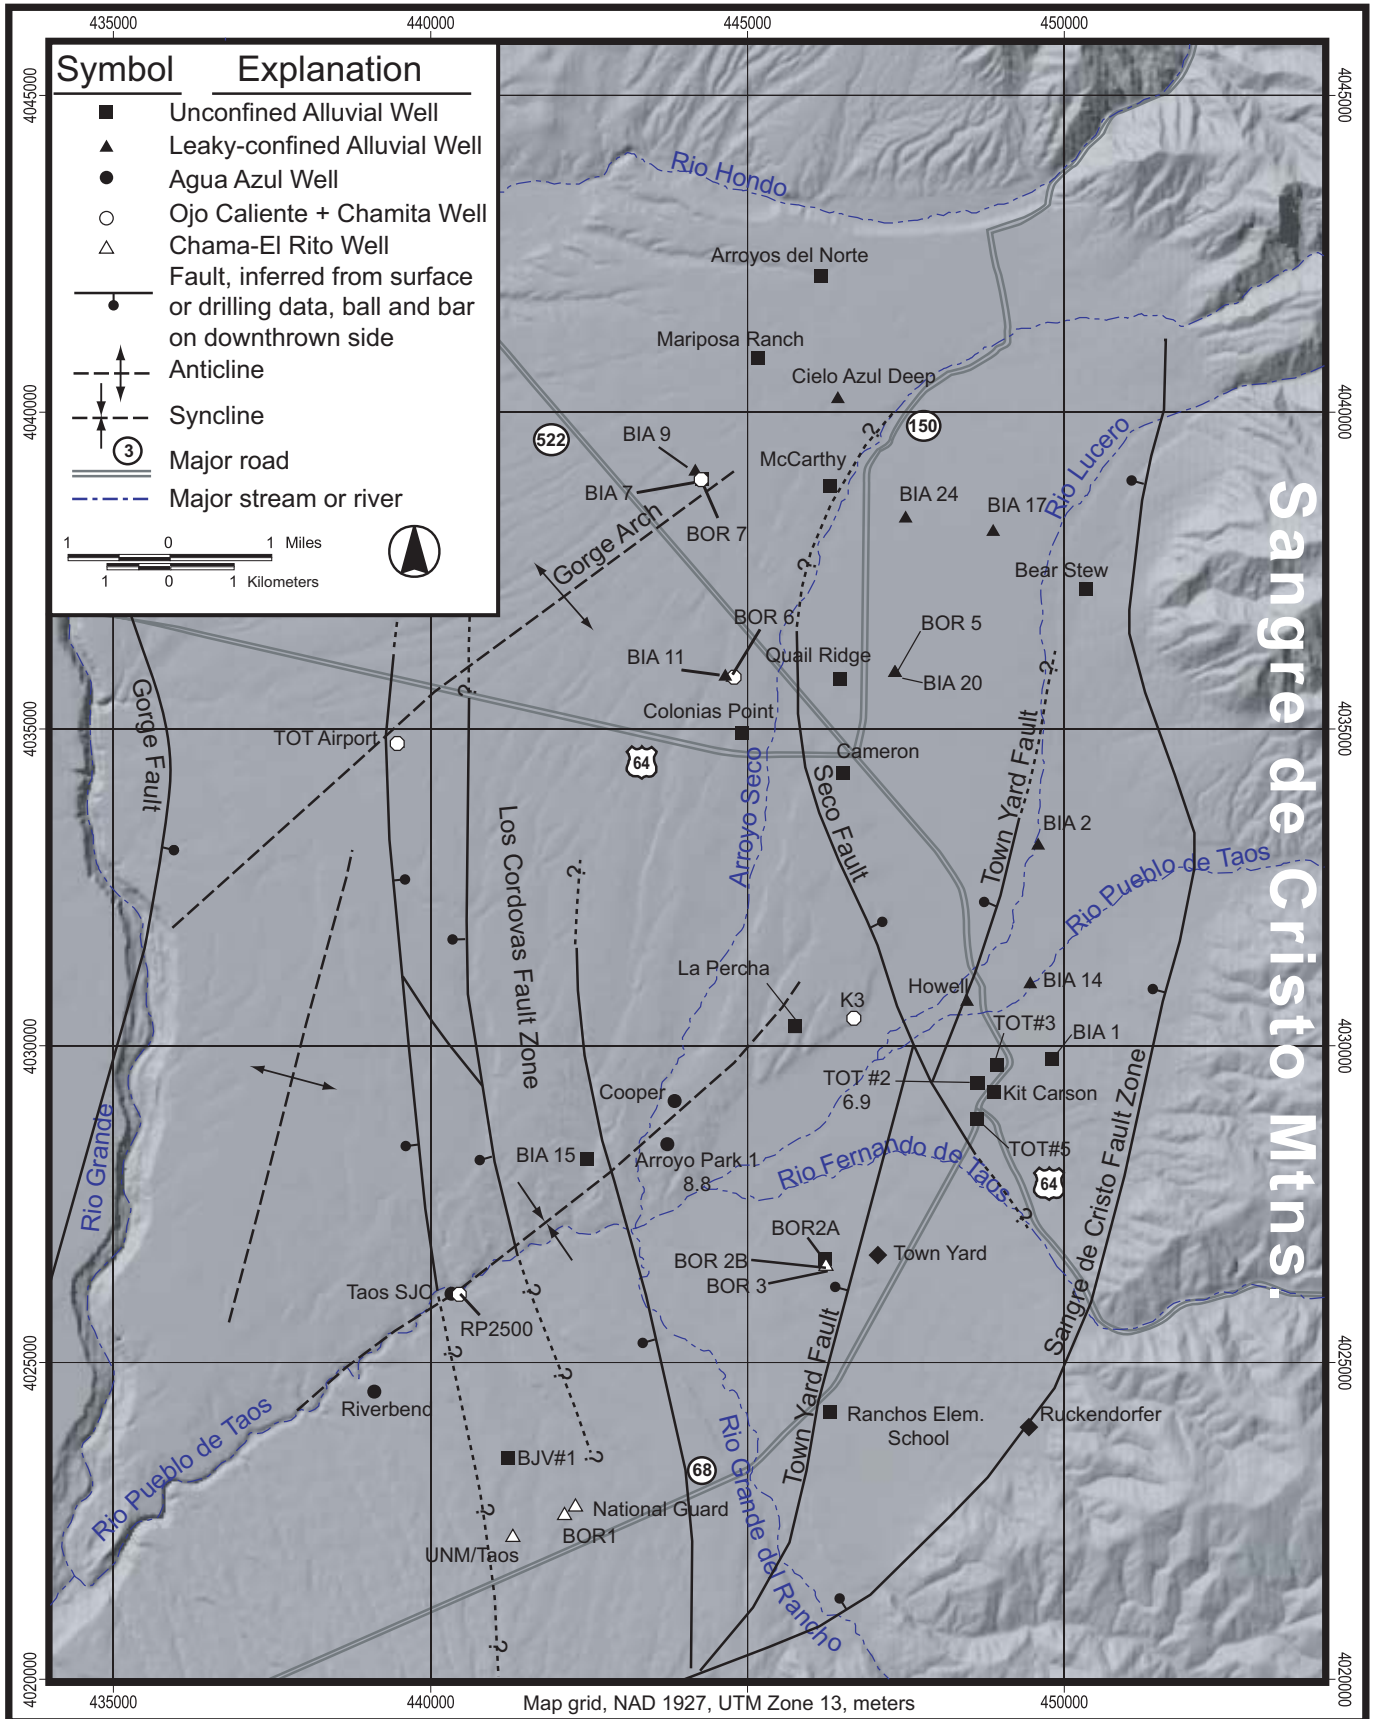 435000
440000
445000
450000
Symbol Explanation
Unconfined Alluvial Well
Leaky-confined Alluvial Well
Agua Azul Well
Ojo Caliente + Chamita Well
Chama-El Rito Well
Fault, inferred from surface
or drilling data, ball and bar
on downthrown side
Anticline
Syncline
3
Major road
Major stream or river
1 0 1 Miles
1 0 1 Kilometers
4045000
4045000
Rio Hondo
Arroyos del Norte
Mariposa Ranch
Cielo Azul Deep
4040000
4040000
522
150
BIA 9
McCarthy
Rio Lucero
BIA 7
BIA 24
BIA 17
BOR 7
Gorge Arch
?
?
Bear Stew
BOR 6
BOR 5
BIA 11
Quail Ridge
BIA 20
?
?
Gorge Fault
Colonias Point
TOT Airport
Cameron
4035000
4035000
64
Arroyo Seco
Seco Fault
Town Yard Fault
BIA 2
Los Cordovas Fault Zone
?
Rio Pueblo de Taos
Sangre de Cristo Mtns.
La Percha
K3
Howell
BIA 14
TOT#3
BIA 1
4030000
4030000
TOT #2
6.9
Kit Carson
Cooper
Rio Grande
BIA 15
Arroyo Park 1
8.8
TOT#5
Rio Fernando de Taos
64
?
Sangre de Cristo Fault Zone
BOR2A
BOR 2B
BOR 3
Town Yard
Taos SJC
RP2500
?
?
?
4025000
4025000
Town Yard Fault
Riverbend
Rio Pueblo de Taos
Ranchos Elem.
School
Ruckendorfer
BJV#1
?
68
Rio Grande del Rancho
National Guard
BOR1
?
UNM/Taos
?
4020000
4020000
435000
440000
Map grid, NAD 1927, UTM Zone 13, meters
450000